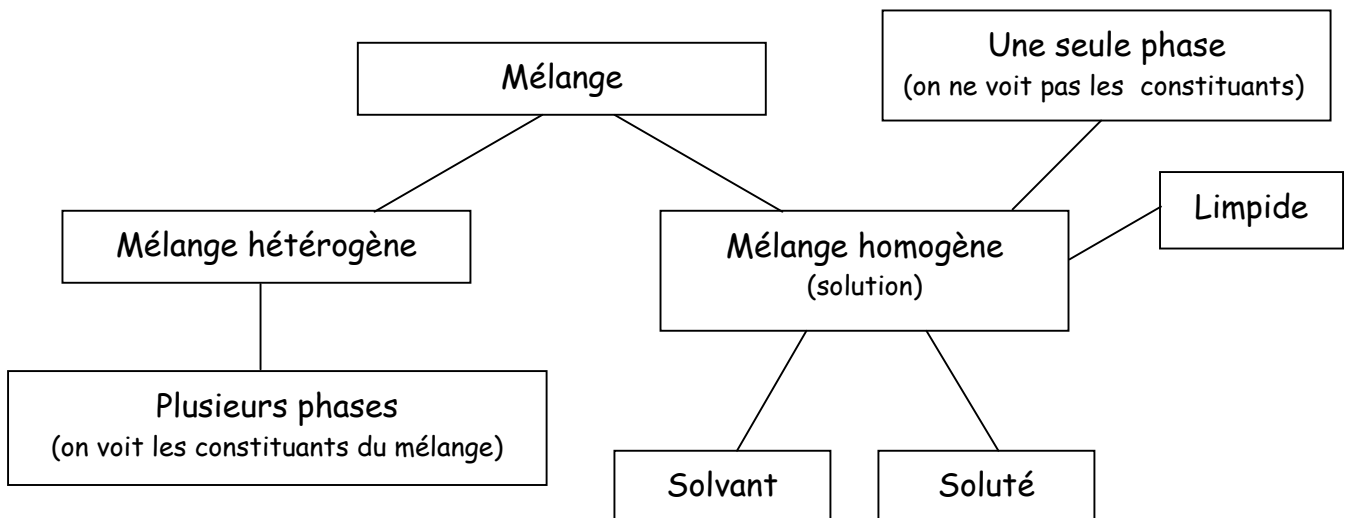 Mélange
Une seule phase
(on ne voit pas les constituants)
Limpide
Mélange hétérogène
Mélange homogène
(solution)
Plusieurs phases
(on voit les constituants du mélange)
Solvant
Soluté